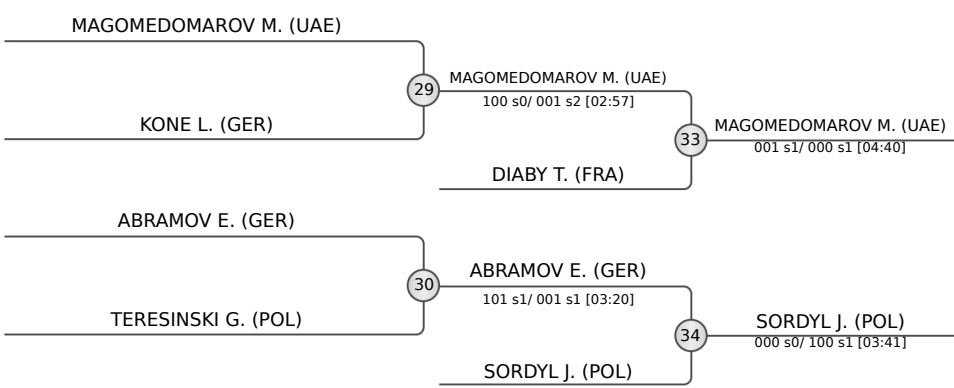 MAGOMEDOMAROV M. (UAE)
29
MAGOMEDOMAROV M. (UAE)
100 s0/ 001 s2 [02:57]
KONE L. (GER)
33
MAGOMEDOMAROV M. (UAE)
001 s1/ 000 s1 [04:40]
DIABY T. (FRA)
ABRAMOV E. (GER)
30
ABRAMOV E. (GER)
101 s1/ 001 s1 [03:20]
TERESINSKI G. (POL)
34
SORDYL J. (POL)
000 s0/ 100 s1 [03:41]
SORDYL J. (POL)